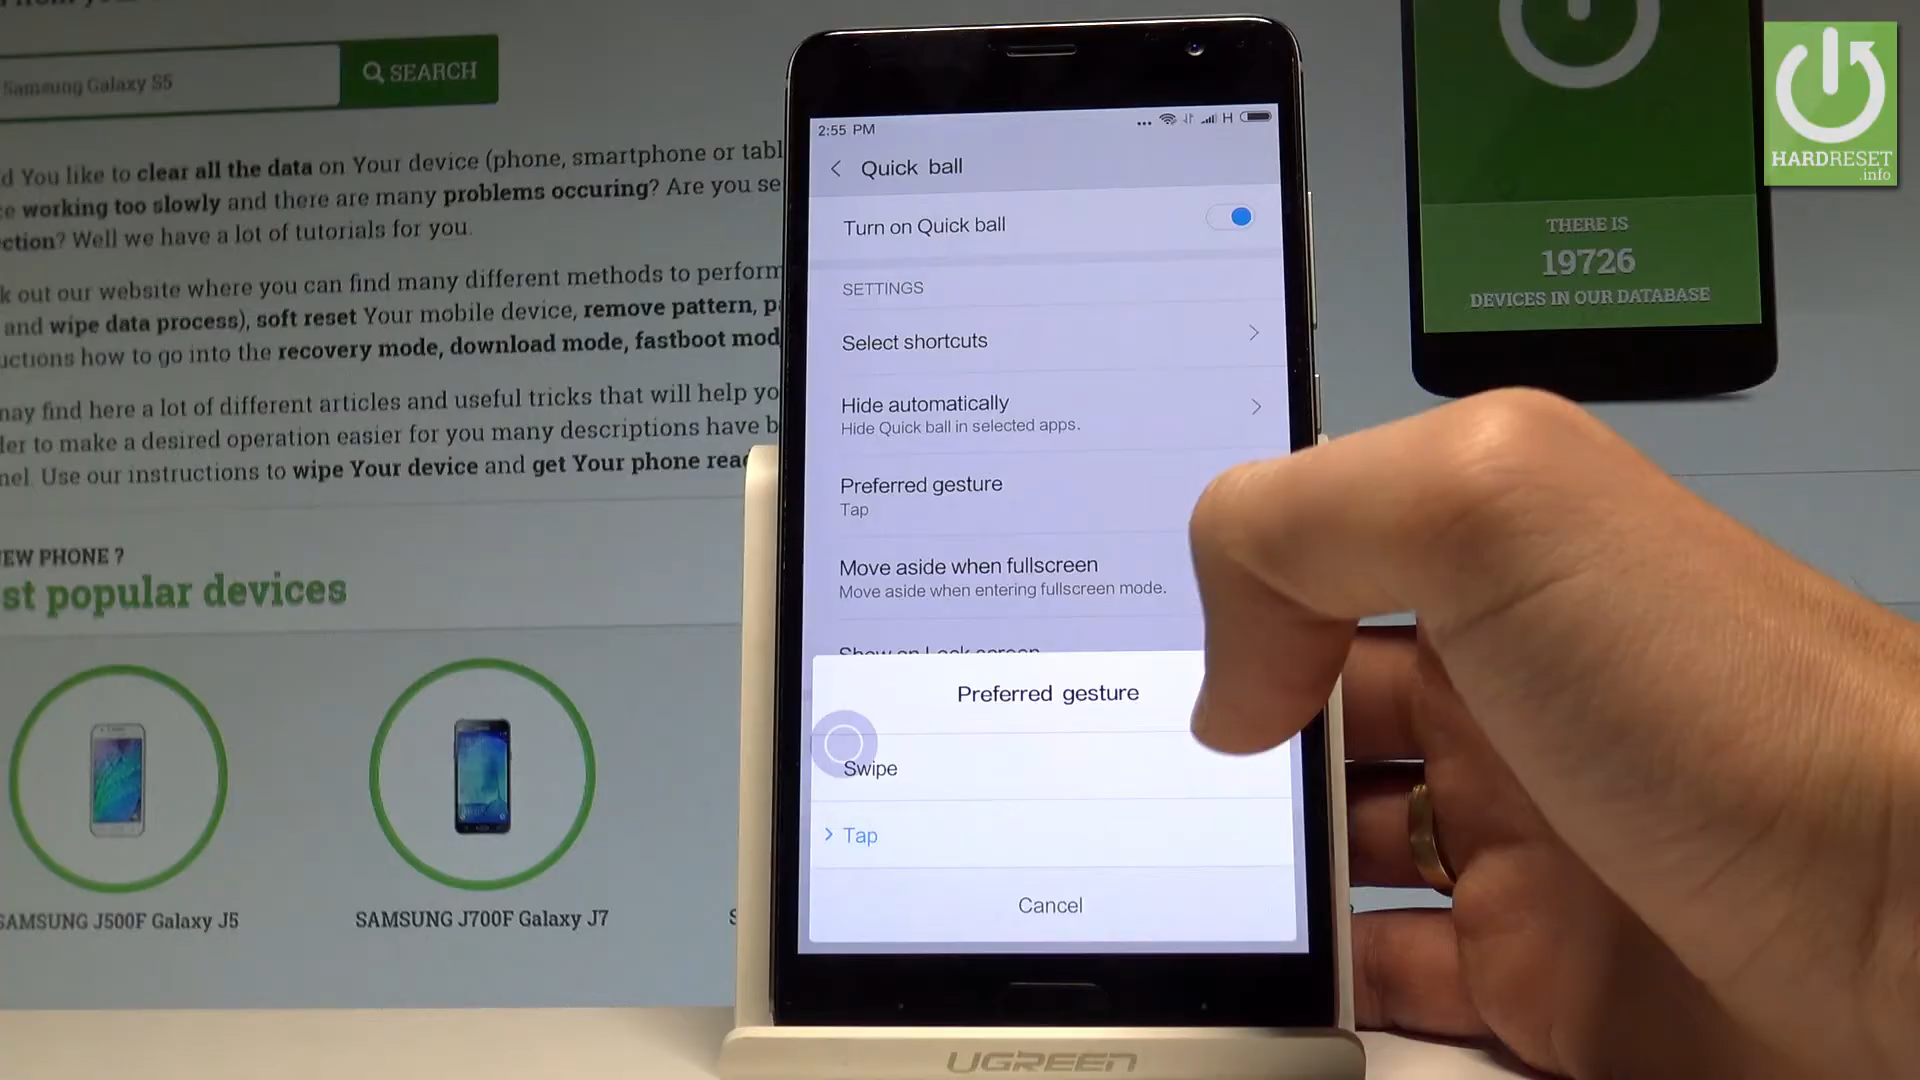 Samsung Galaxy S5
SEARCH
d You like to clear all the data on Your device (phone, smartphone or tabl
e working too slowly and there are many problems occuring? Are you se
ction? Well we have a lot of tutorials for you.
k out our website where you can find many different methods to perform
and wipe data process), soft reset Your mobile device, remove pattern, p
uctions how to go into the recovery mode, download mode, fastboot mod
may find here a lot of different articles and useful tricks that will help yo
der to make a desired operation easier for you many descriptions have b
nel. Use our instructions to wipe Your device and get Your phone rea
EW PHONE ?
st popular devices
SAMSUNG J500F Galaxy J5
SAMSUNG J700F Galaxy J7
S
2:55 PM
H
Quick ball
Turn on Quick ball
SETTINGS
Select shortcuts
Hide automatically
Hide Quick ball in selected apps.
Preferred gesture
Tap
Move aside when fullscreen
Move aside when entering fullscreen mode.
Show on Lock screen
Preferred gesture
Swipe
Tap
Cancel
UGREEN
THERE IS
19726
DEVICES IN OUR DATABASE
HARDRESET
.info